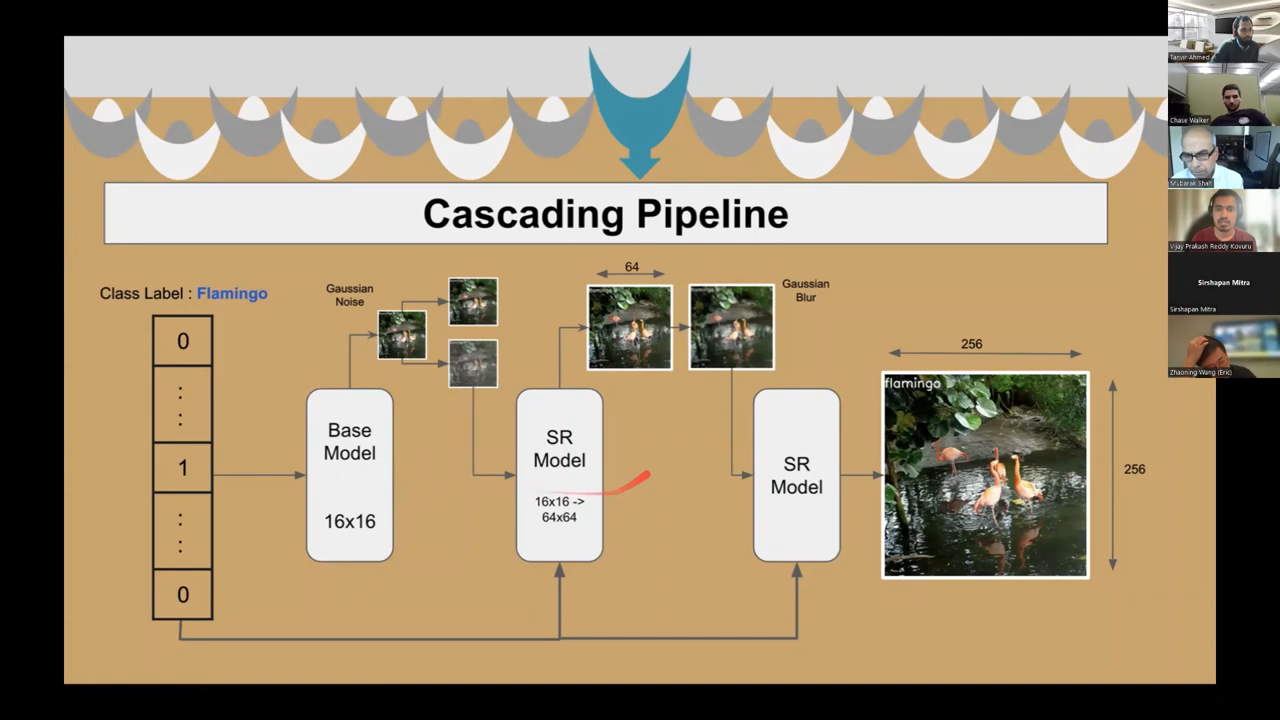 Cascading Pipeline
Class Label : Flamingo
0
:
:
1
:
:
0
Gaussian
Noise
Base
Model
16x16
SR
Model
16x16 ->
64x64
64
Gaussian
Blur
SR
Model
256
flamingo
256
Tanvir Ahmed
Chase Walker
Mubarak Shah
Vijay Prakash Reddy Kovuru
Sirshapan Mitra
Sirshapan Mitra
Zhaoning Wang (Eric)